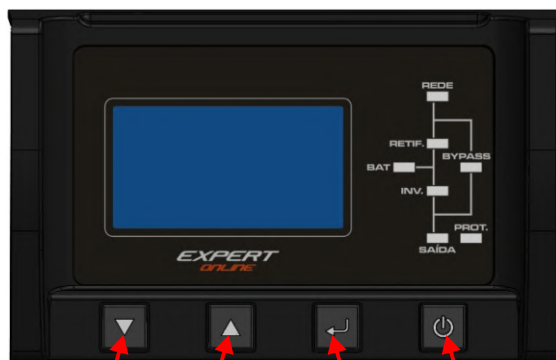 REDE
RETIF.
BYPASS
BAT
INV.
PROT.
SAÍDA
EXPERT
ONLINE